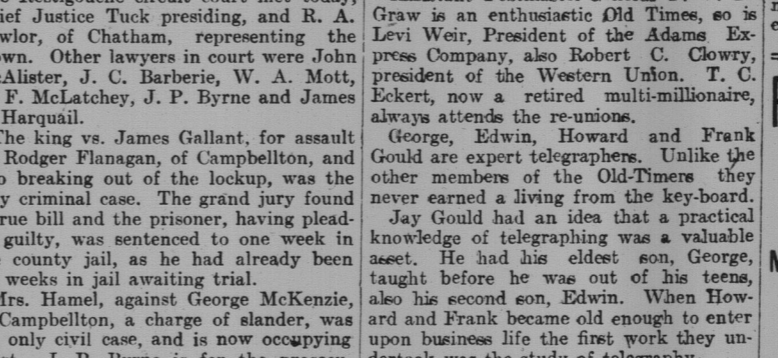 ief Justice Tuck presiding, and R. A.
wlor, of Chatham, representing the
wn. Other lawyers in court were John
Alister, J. C. Barberie, W. A. Mott,
F. McLatchey, J. P. Byrne and James
Harquail.
The king vs. James Gallant, for assault
Rodger Flanagan, of Campbellton, and
o breaking out of the lockup, was the
y criminal case. The grand jury found
rue bill and the prisoner, having plead-
guilty, was sentenced to one week in
county jail, as he had already been
weeks in jail awaiting trial.
Mrs. Hamel, against George McKenzie,
Campbellton, a charge of slander, was
only civil case, and is now occupying
Graw is an enthusiastic Old Times, so is
Levi Weir, President of the Adams Ex-
press Company, also Robert C. Clowry,
president of the Western Union. T. C.
Eckert, now a retired multi-millionaire,
always attends the re-unions.
George, Edwin, Howard and Frank
Gould are expert telegraphers. Unlike the
other members of the Old-Timers they
never earned a living from the key-board.
Jay Gould had an idea that a practical
knowledge of telegraphing was a valuable
asset. He had his eldest son, George,
taught before he was out of his teens,
also his second son, Edwin. When How-
ard and Frank became old enough to enter
upon business life the first work they un-